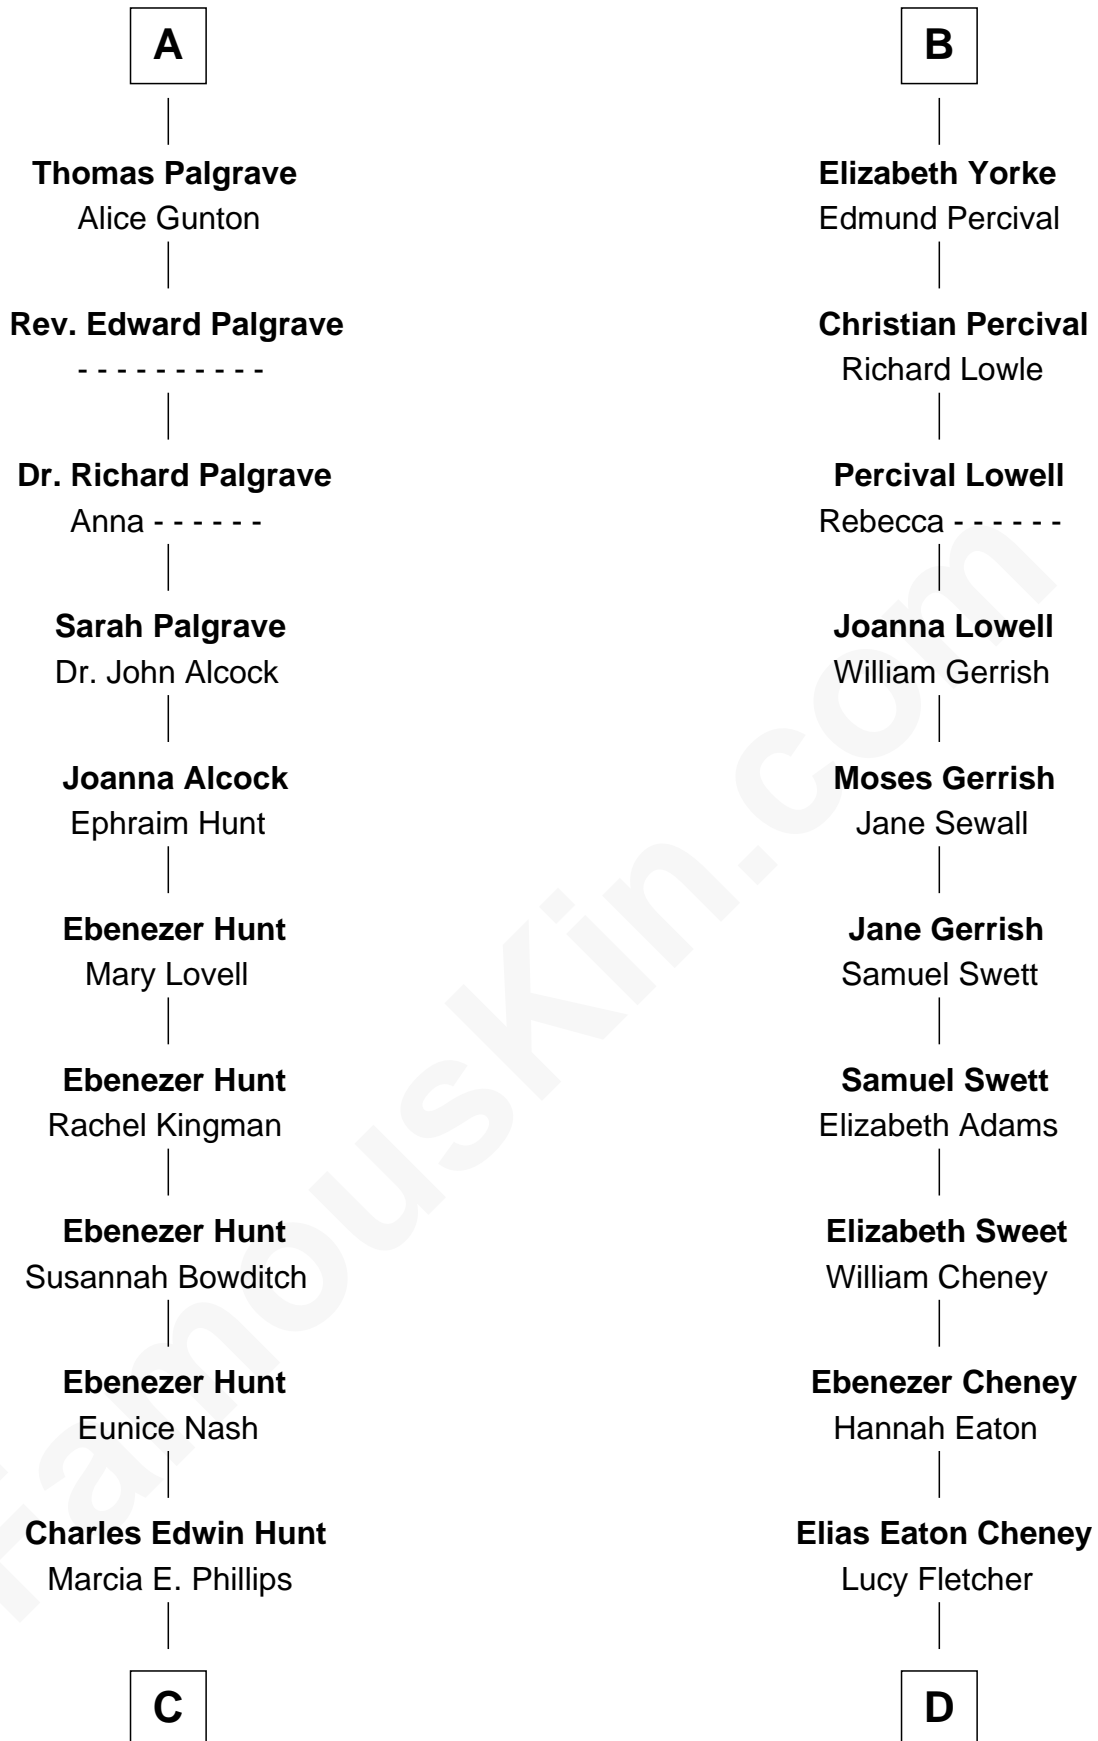 A
Thomas Palgrave
Alice Gunton
Rev. Edward Palgrave
- - - - - - - - - -
Dr. Richard Palgrave
Anna - - - - - -
Sarah Palgrave
Dr. John Alcock
Joanna Alcock
Ephraim Hunt
Ebenezer Hunt
Mary Lovell
Ebenezer Hunt
Rachel Kingman
Ebenezer Hunt
Susannah Bowditch
Ebenezer Hunt
Eunice Nash
Charles Edwin Hunt
Marcia E. Phillips
C
B
Elizabeth Yorke
Edmund Percival
Christian Percival
Richard Lowle
Percival Lowell
Rebecca - - - - - -
Joanna Lowell
William Gerrish
Moses Gerrish
Jane Sewall
Jane Gerrish
Samuel Swett
Samuel Swett
Elizabeth Adams
Elizabeth Sweet
William Cheney
Ebenezer Cheney
Hannah Eaton
Elias Eaton Cheney
Lucy Fletcher
D
FamousKin.com